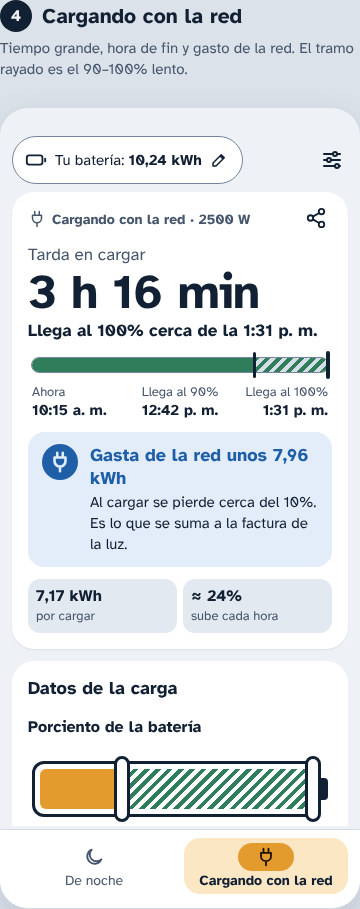 4 Cargando con la red
Tiempo grande, hora de fin y gasto de la red. El tramo
rayado es el 90–100% lento.
Tu batería: 10,24 kWh
Cargando con la red · 2500 W
Tarda en cargar
3 h 16 min
Llega al 100% cerca de la 1:31 p. m.
Ahora Llega al 90% Llega al 100%
10:15 a. m. 12:42 p. m. 1:31 p. m.
Gasta de la red unos 7,96
kWh
Al cargar se pierde cerca del 10%.
Es lo que se suma a la factura de
la luz.
7,17 kWh ≈ 24%
por cargar sube cada hora
Datos de la carga
Porciento de la batería
De noche Cargando con la red